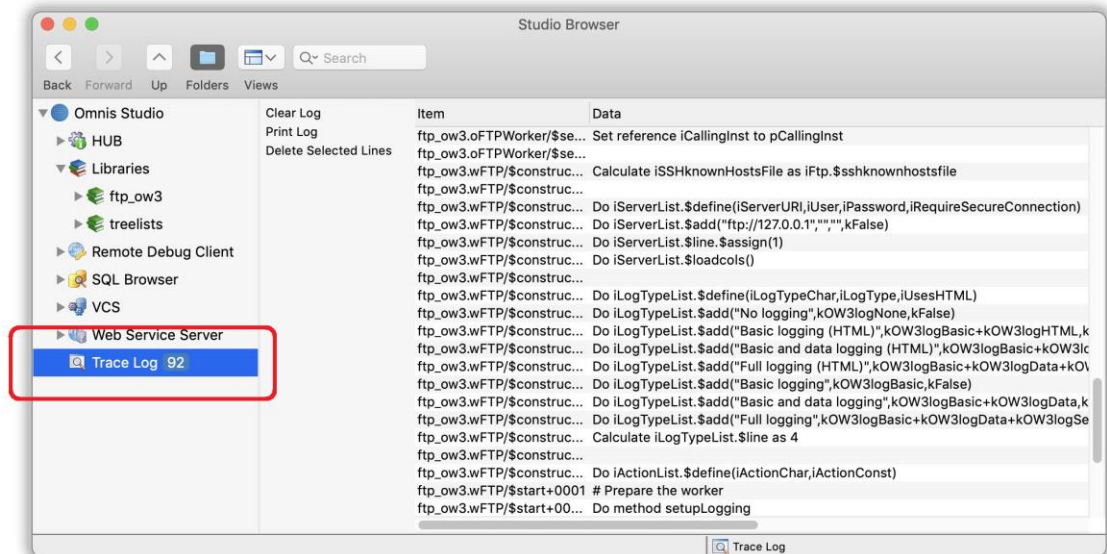 Studio Browser
Search
Back Forward Up Folders Views
Omnis Studio
HUB
Libraries
ftp_ow3
treelists
Remote Debug Client
SQL Browser
VCS
Web Service Server
Trace Log 92
Clear Log
Print Log
Delete Selected Lines
Item Data
ftp_ow3.oFTPWorker/$se... Set reference iCallingInst to pCallingInst
ftp_ow3.oFTPWorker/$se...
ftp_ow3.wFTP/$construc... Calculate iSSHknownHostsFile as iFtp.$sshknownhostsfile
ftp_ow3.wFTP/$construc...
ftp_ow3.wFTP/$construc... Do iServerList.$define(iServerURI,iUser,iPassword,iRequireSecureConnection)
ftp_ow3.wFTP/$construc... Do iServerList.$add("ftp://127.0.0.1","","",kFalse)
ftp_ow3.wFTP/$construc... Do iServerList.$line.$assign(1)
ftp_ow3.wFTP/$construc... Do iServerList.$loadcols()
ftp_ow3.wFTP/$construc...
ftp_ow3.wFTP/$construc... Do iLogTypeList.$define(iLogTypeChar,iLogType,iUsesHTML)
ftp_ow3.wFTP/$construc... Do iLogTypeList.$add("No logging",kOW3logNone,kFalse)
ftp_ow3.wFTP/$construc... Do iLogTypeList.$add("Basic logging (HTML)",kOW3logBasic+kOW3logHTML,k
ftp_ow3.wFTP/$construc... Do iLogTypeList.$add("Basic and data logging (HTML)",kOW3logBasic+kOW3lc
ftp_ow3.wFTP/$construc... Do iLogTypeList.$add("Full logging (HTML)",kOW3logBasic+kOW3logData+kO\
ftp_ow3.wFTP/$construc... Do iLogTypeList.$add("Basic logging",kOW3logBasic,kFalse)
ftp_ow3.wFTP/$construc... Do iLogTypeList.$add("Basic and data logging",kOW3logBasic+kOW3logData,k
ftp_ow3.wFTP/$construc... Do iLogTypeList.$add("Full logging",kOW3logBasic+kOW3logData+kOW3logSe
ftp_ow3.wFTP/$construc... Calculate iLogTypeList.$line as 4
ftp_ow3.wFTP/$construc...
ftp_ow3.wFTP/$construc... Do iActionList.$define(iActionChar,iActionConst)
ftp_ow3.wFTP/$start+0001 # Prepare the worker
ftp_ow3.wFTP/$start+00... Do method setupLogging
Trace Log